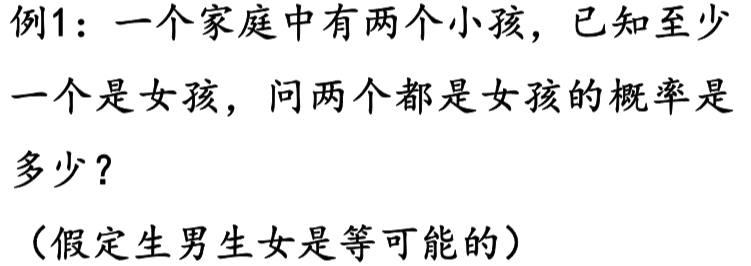 例1：一个家庭中有两个小孩，已知至少
一个是女孩，问两个都是女孩的概率是
多少？
（假定生男生女是等可能的）